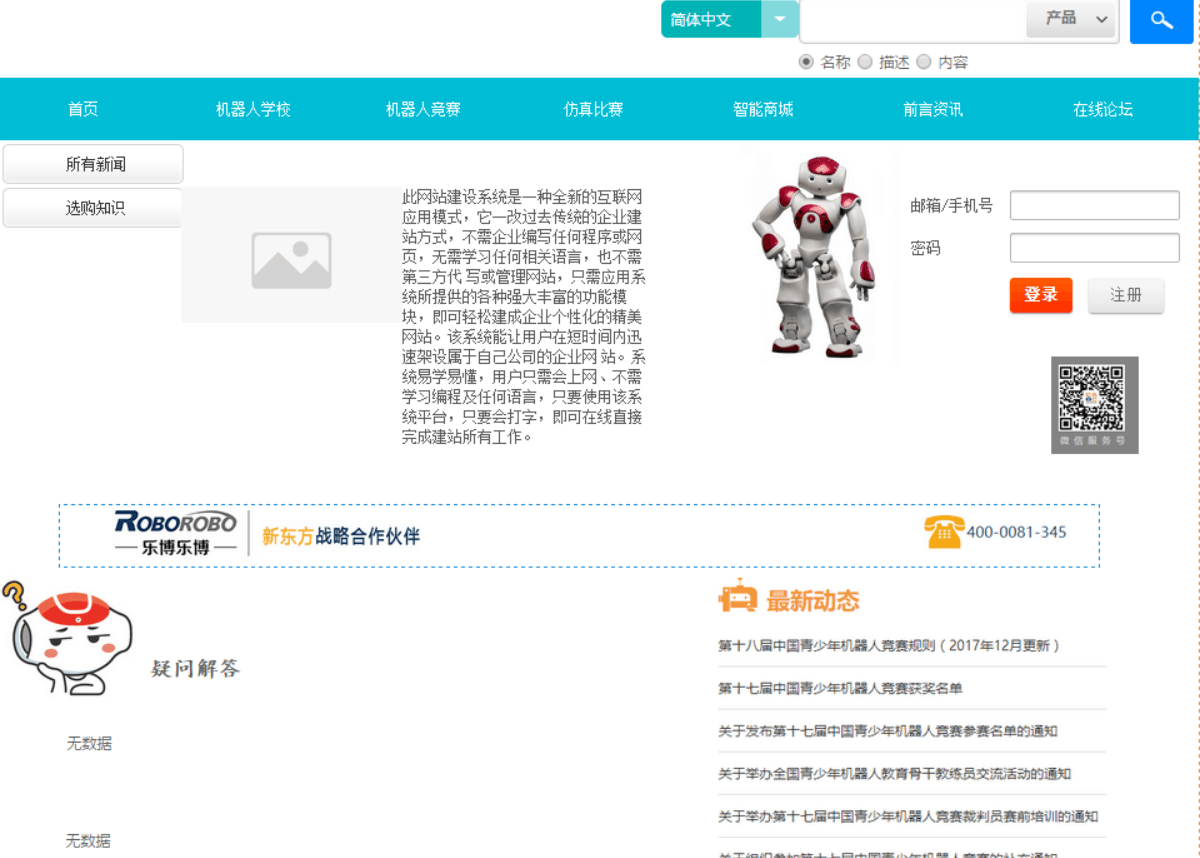 简体中文
产品
名称 描述 内容
首页 机器人学校 机器人竞赛 仿真比赛 智能商城 前言资讯 在线论坛
所有新闻
选购知识
此网站建设系统是一种全新的互联网
应用模式，它一改过去传统的企业建
站方式，不需企业编写任何程序或网
页，无需学习任何相关语言，也不需
第三方代 写或管理网站，只需应用系
统所提供的各种强大丰富的功能模
块，即可轻松建成企业个性化的精美
网站。该系统能让用户在短时间内迅
速架设属于自己公司的企业网 站。系
统易学易懂，用户只需会上网、不需
学习编程及任何语言，只要使用该系
统平台，只要会打字，即可在线直接
完成建站所有工作。
邮箱/手机号
密码
登录 注册
微信服务号
ROBOROBO
乐博乐博
新东方战略合作伙伴
400-0081-345
疑问解答
无数据
无数据
最新动态
第十八届中国青少年机器人竞赛规则（2017年12月更新）
第十七届中国青少年机器人竞赛获奖名单
关于发布第十七届中国青少年机器人竞赛参赛名单的通知
关于举办全国青少年机器人教育骨干教练员交流活动的通知
关于举办第十七届中国青少年机器人竞赛裁判员赛前培训的通知